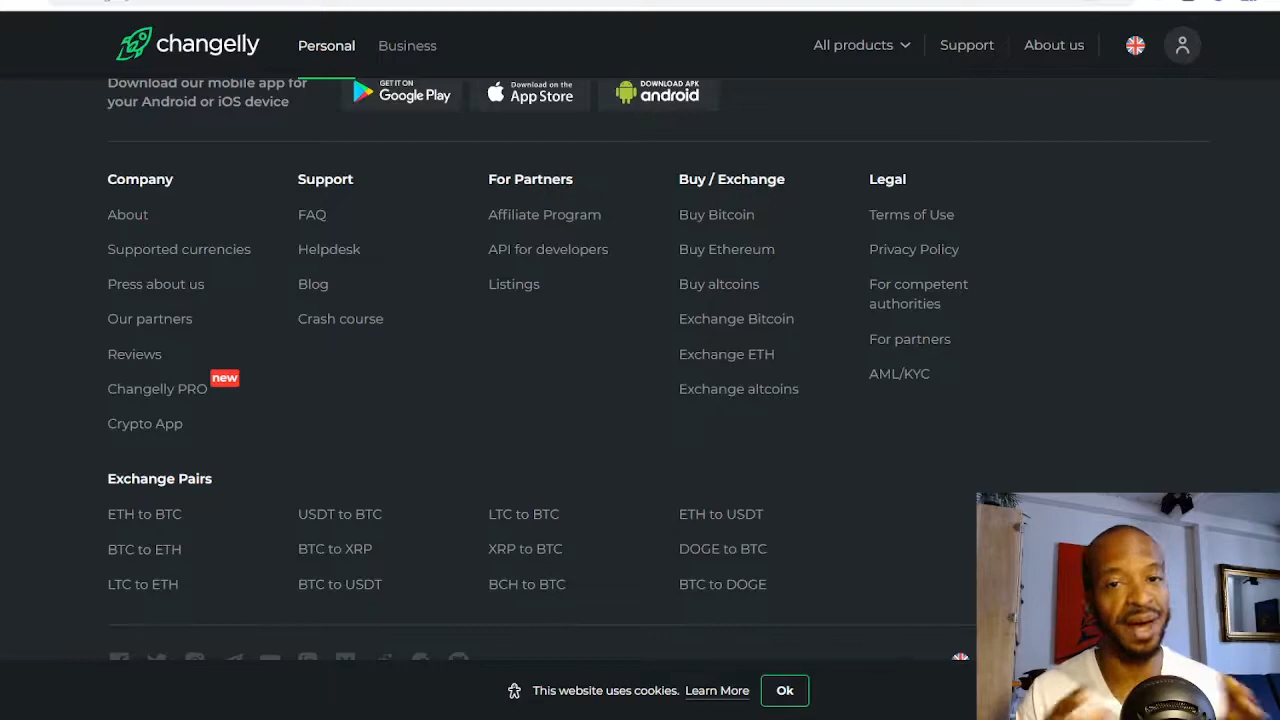 changelly
Personal
Business
All products
Support
About us
Download our mobile app for
your Android or iOS device
GET IT ON
Google Play
Download on the
App Store
DOWNLOAD APK
android
Company
About
Supported currencies
Press about us
Our partners
Reviews
Changelly PRO
new
Crypto App
Support
FAQ
Helpdesk
Blog
Crash course
For Partners
Affiliate Program
API for developers
Listings
Buy / Exchange
Buy Bitcoin
Buy Ethereum
Buy altcoins
Exchange Bitcoin
Exchange ETH
Exchange altcoins
Legal
Terms of Use
Privacy Policy
For competent
authorities
For partners
AML/KYC
Exchange Pairs
ETH to BTC
BTC to ETH
LTC to ETH
USDT to BTC
BTC to XRP
BTC to USDT
LTC to BTC
XRP to BTC
BCH to BTC
ETH to USDT
DOGE to BTC
BTC to DOGE
This website uses cookies. Learn More
Ok